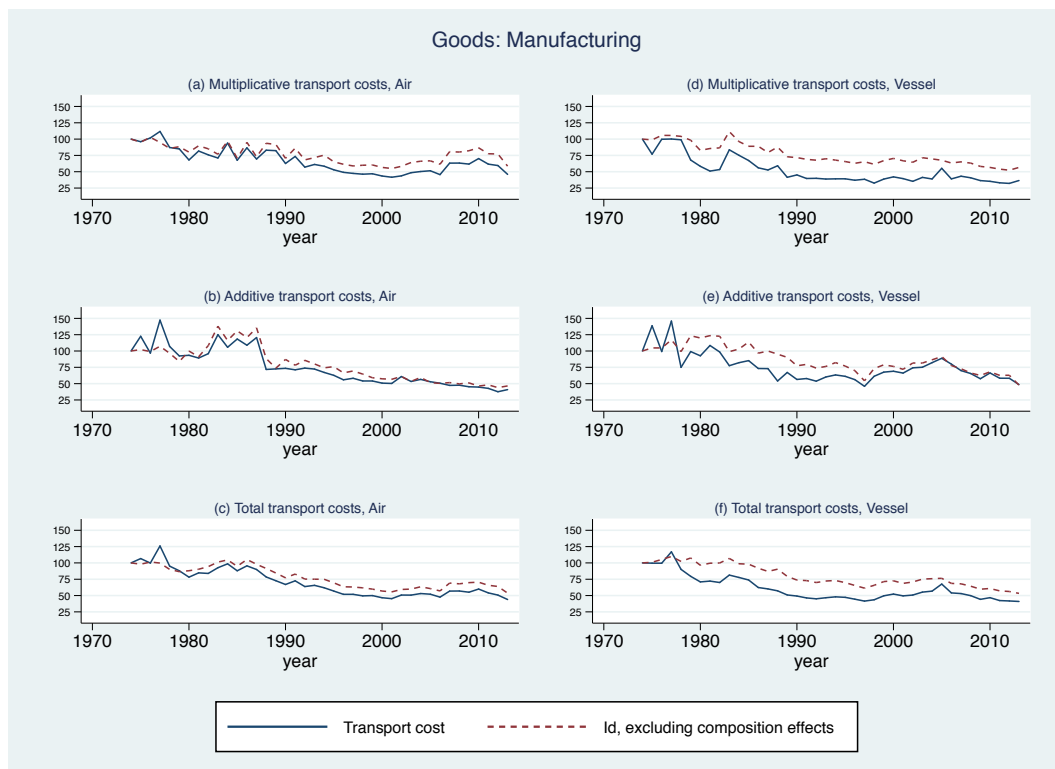 Goods: Manufacturing
(a) Multiplicative transport costs, Air
150
125
100
75
50
25
1970 1980 1990 2000 2010
year
(d) Multiplicative transport costs, Vessel
150
125
100
75
50
25
1970 1980 1990 2000 2010
year
(b) Additive transport costs, Air
150
125
100
75
50
25
1970 1980 1990 2000 2010
year
(e) Additive transport costs, Vessel
150
125
100
75
50
25
1970 1980 1990 2000 2010
year
(c) Total transport costs, Air
150
125
100
75
50
25
1970 1980 1990 2000 2010
year
(f) Total transport costs, Vessel
150
125
100
75
50
25
1970 1980 1990 2000 2010
year
Transport cost
Id, excluding composition effects